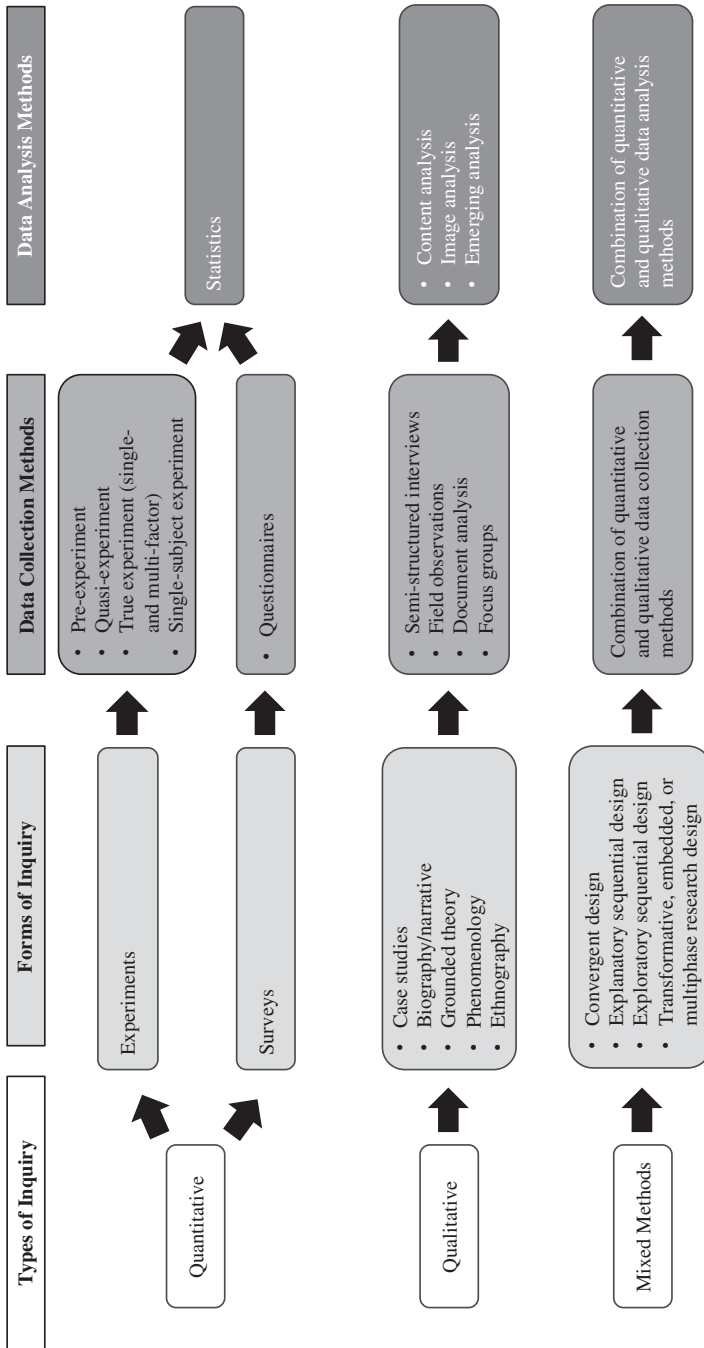 Types of Inquiry
Forms of Inquiry
Data Collection Methods
Data Analysis Methods
Quantitative
Experiments
• Pre-experiment
• Quasi-experiment
• True experiment (single-
and multi-factor)
• Single-subject experiment
Statistics
Surveys
• Questionnaires
Qualitative
• Case studies
• Biography/narrative
• Grounded theory
• Phenomenology
• Ethnography
• Semi-structured interviews
• Field observations
• Document analysis
• Focus groups
• Content analysis
• Image analysis
• Emerging analysis
Mixed Methods
• Convergent design
• Explanatory sequential design
• Exploratory sequential design
• Transformative, embedded, or
multiphase research design
Combination of quantitative
and qualitative data collection
methods
Combination of quantitative
and qualitative data analysis
methods